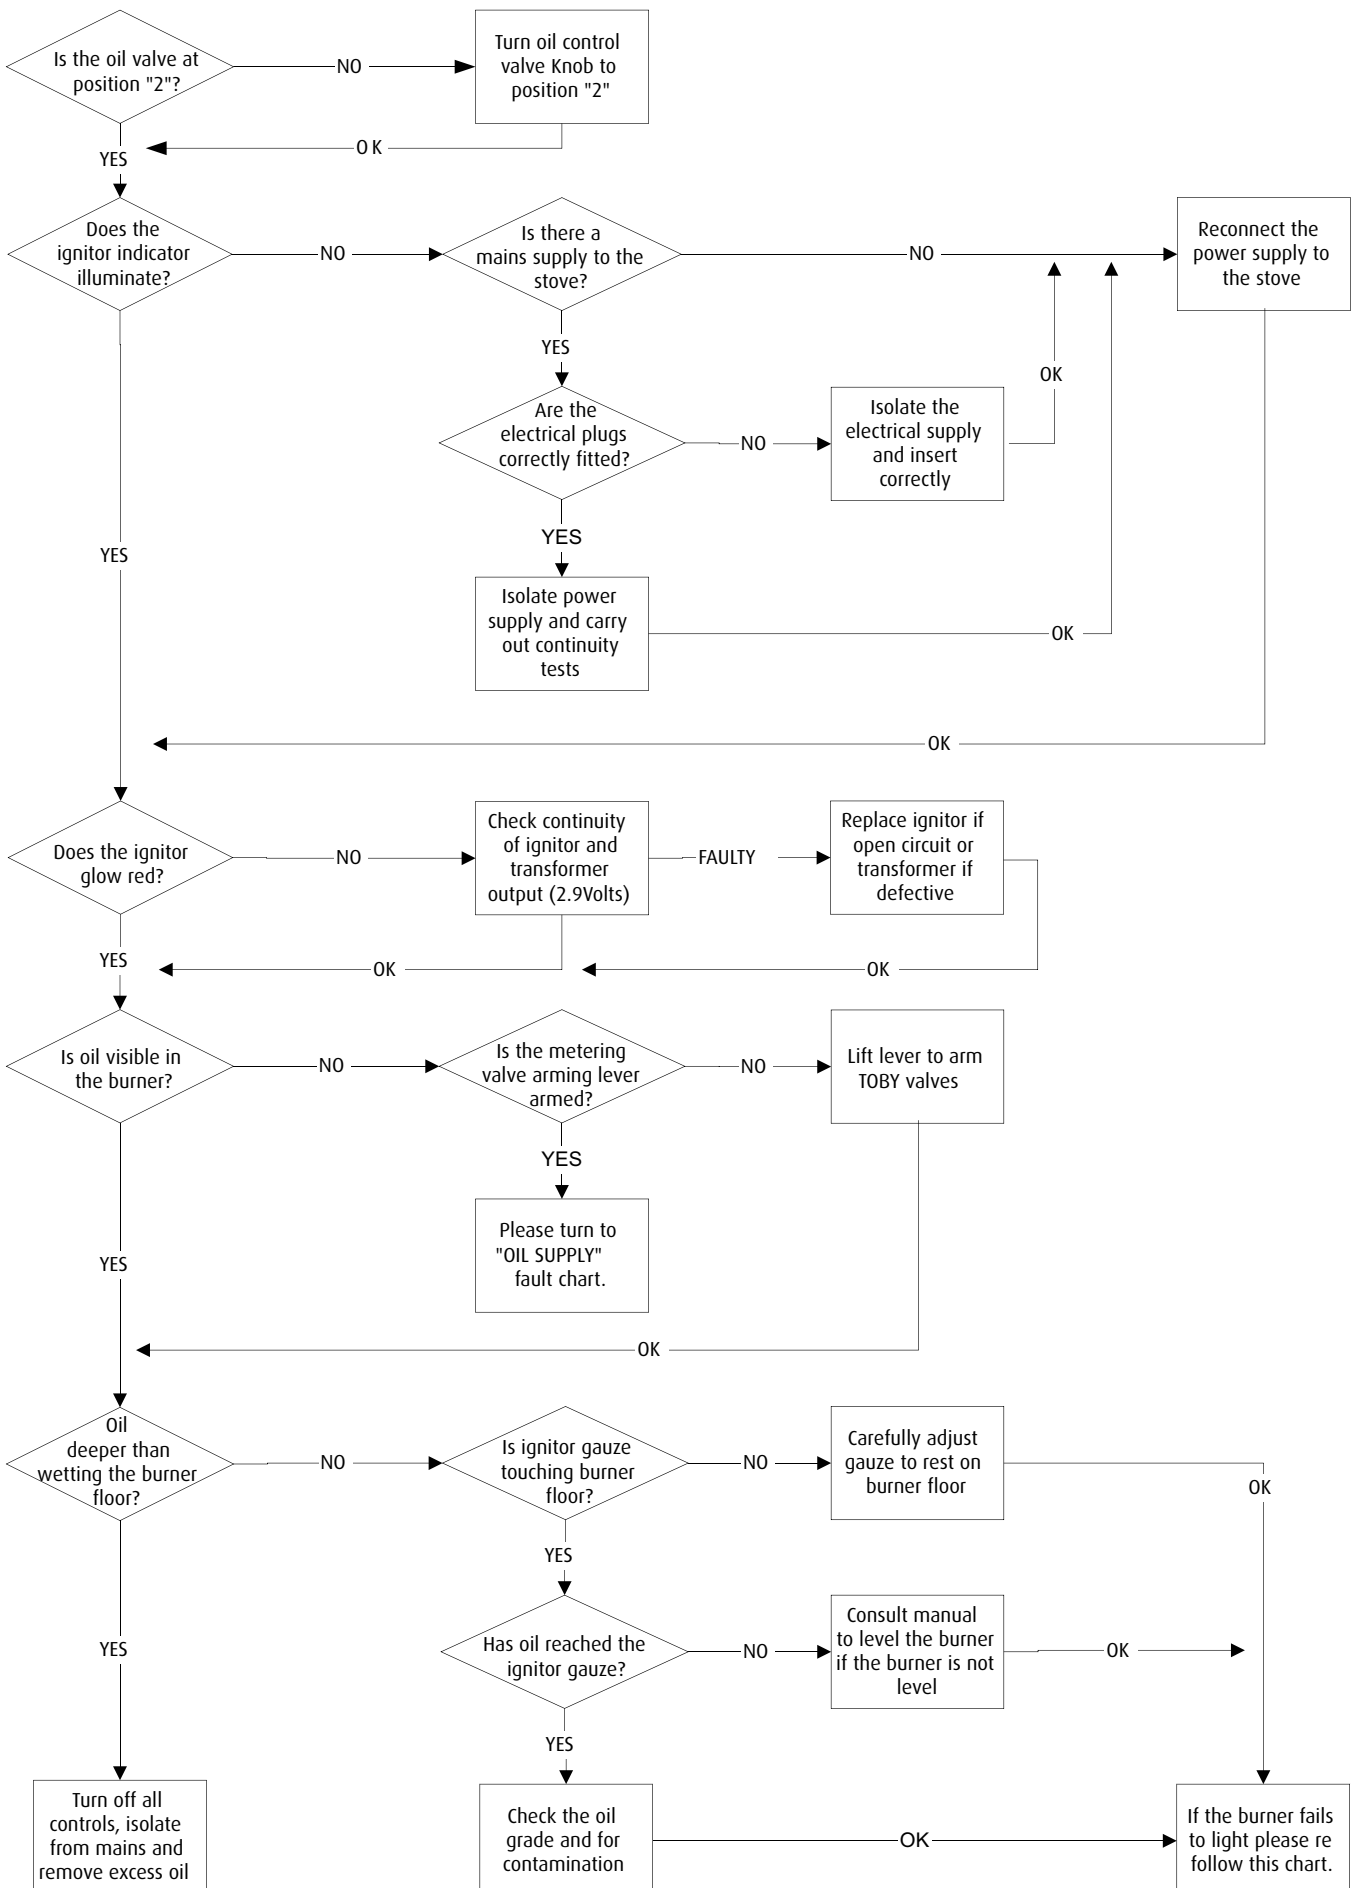 Is the oil valve at
position "2"?
NO
Turn oil control
valve Knob to
position "2"
O K
YES
Does the
ignitor indicator
illuminate?
NO
Is there a
mains supply to the
stove?
NO
Reconnect the
power supply to
the stove
YES
OK
Are the
electrical plugs
correctly fitted?
NO
Isolate the
electrical supply
and insert
correctly
YES
YES
Isolate power
supply and carry
out continuity
tests
OK
OK
Does the ignitor
glow red?
NO
Check continuity
of ignitor and
transformer
output (2.9Volts)
FAULTY
Replace ignitor if
open circuit or
transformer if
defective
YES
OK
OK
Is oil visible in
the burner?
NO
Is the metering
valve arming lever
armed?
NO
Lift lever to arm
TOBY valves
YES
Please turn to
"OIL SUPPLY"
fault chart.
YES
OK
Oil
deeper than
wetting the burner
floor?
NO
Is ignitor gauze
touching burner
floor?
NO
Carefully adjust
gauze to rest on
burner floor
OK
YES
Has oil reached the
ignitor gauze?
NO
Consult manual
to level the burner
if the burner is not
level
OK
YES
YES
Turn off all
controls, isolate
from mains and
remove excess oil
Check the oil
grade and for
contamination
OK
If the burner fails
to light please re
follow this chart.